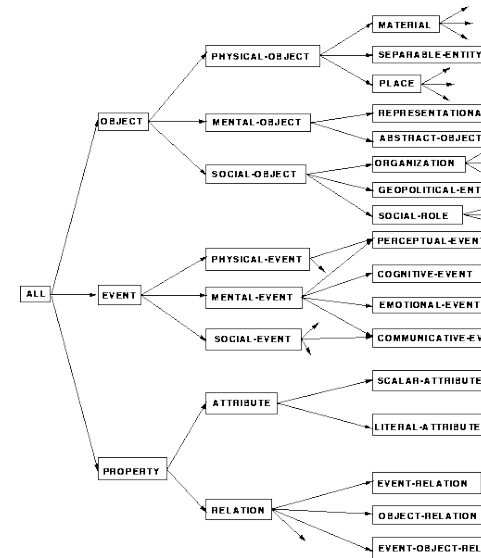 MATERIAL
PHYSICAL-OBJECT
SEPARABLE-ENTITY
PLACE
OBJECT
MENTAL-OBJECT
REPRESENTATIONA
ABSTRACT-OBJECT
SOCIAL-OBJECT
ORGANIZATION
GEOPOLITICAL-ENT
SOCIAL-ROLE
PHYSICAL-EVENT
PERCEPTUAL-EVEN
ALL
EVENT
MENTAL-EVENT
COGNITIVE-EVENT
EMOTIONAL-EVENT
SOCIAL-EVENT
COMMUNICATIVE-EV
SCALAR-ATTRIBUTE
ATTRIBUTE
LITERAL-ATTRIBUTE
PROPERTY
EVENT-RELATION
RELATION
OBJECT-RELATION
EVENT-OBJECT-REL